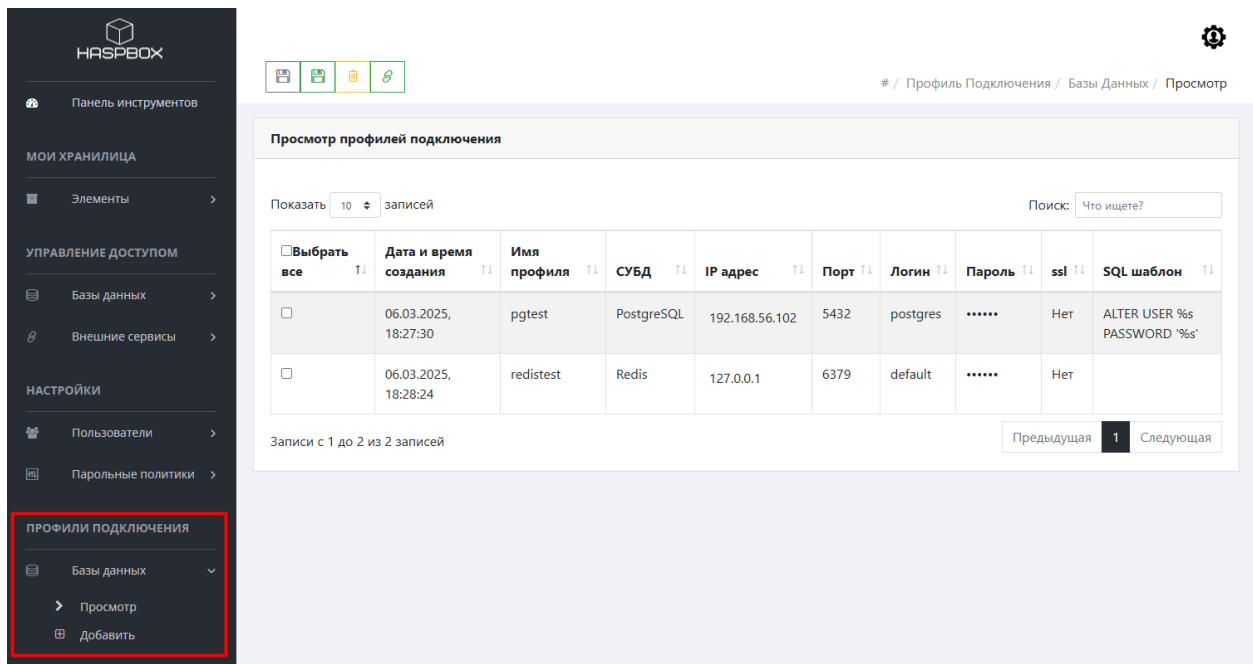 HASPBOX
Панель инструментов
МОИ ХРАНИЛИЦА
Элементы
УПРАВЛЕНИЕ ДОСТУПОМ
Базы данных
Внешние сервисы
НАСТРОЙКИ
Пользователи
Парольные политики
ПРОФИЛИ ПОДКЛЮЧЕНИЯ
Базы данных
Просмотр
Добавить
# / Профиль Подключения / Базы Данных / Просмотр
Просмотр профилей подключения
Показать 10 записей
Поиск: Что ищете?
Выбрать все Дата и время создания Имя профиля СУБД IP адрес Порт Логин Пароль ssl SQL шаблон
06.03.2025, 18:27:30 pgtest PostgreSQL 192.168.56.102 5432 postgres •••••• Нет ALTER USER %s PASSWORD '%s'
06.03.2025, 18:28:24 redistest Redis 127.0.0.1 6379 default •••••• Нет
Записи с 1 до 2 из 2 записей
Предыдущая 1 Следующая